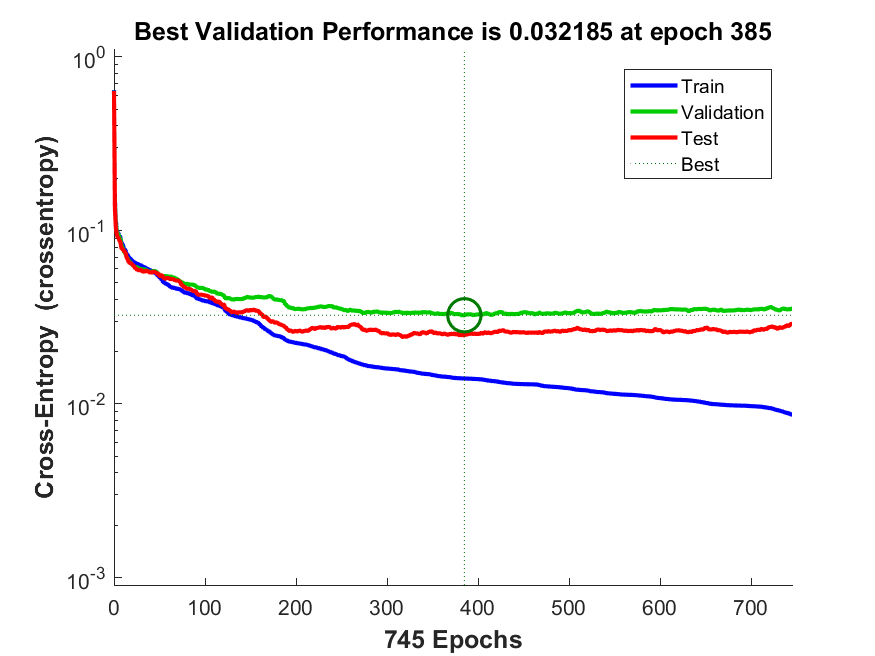 Best Validation Performance is 0.032185 at epoch 385
10^0
10^-1
10^-2
10^-3
Cross-Entropy (crossentropy)
Train
Validation
Test
Best
0 100 200 300 400 500 600 700
745 Epochs